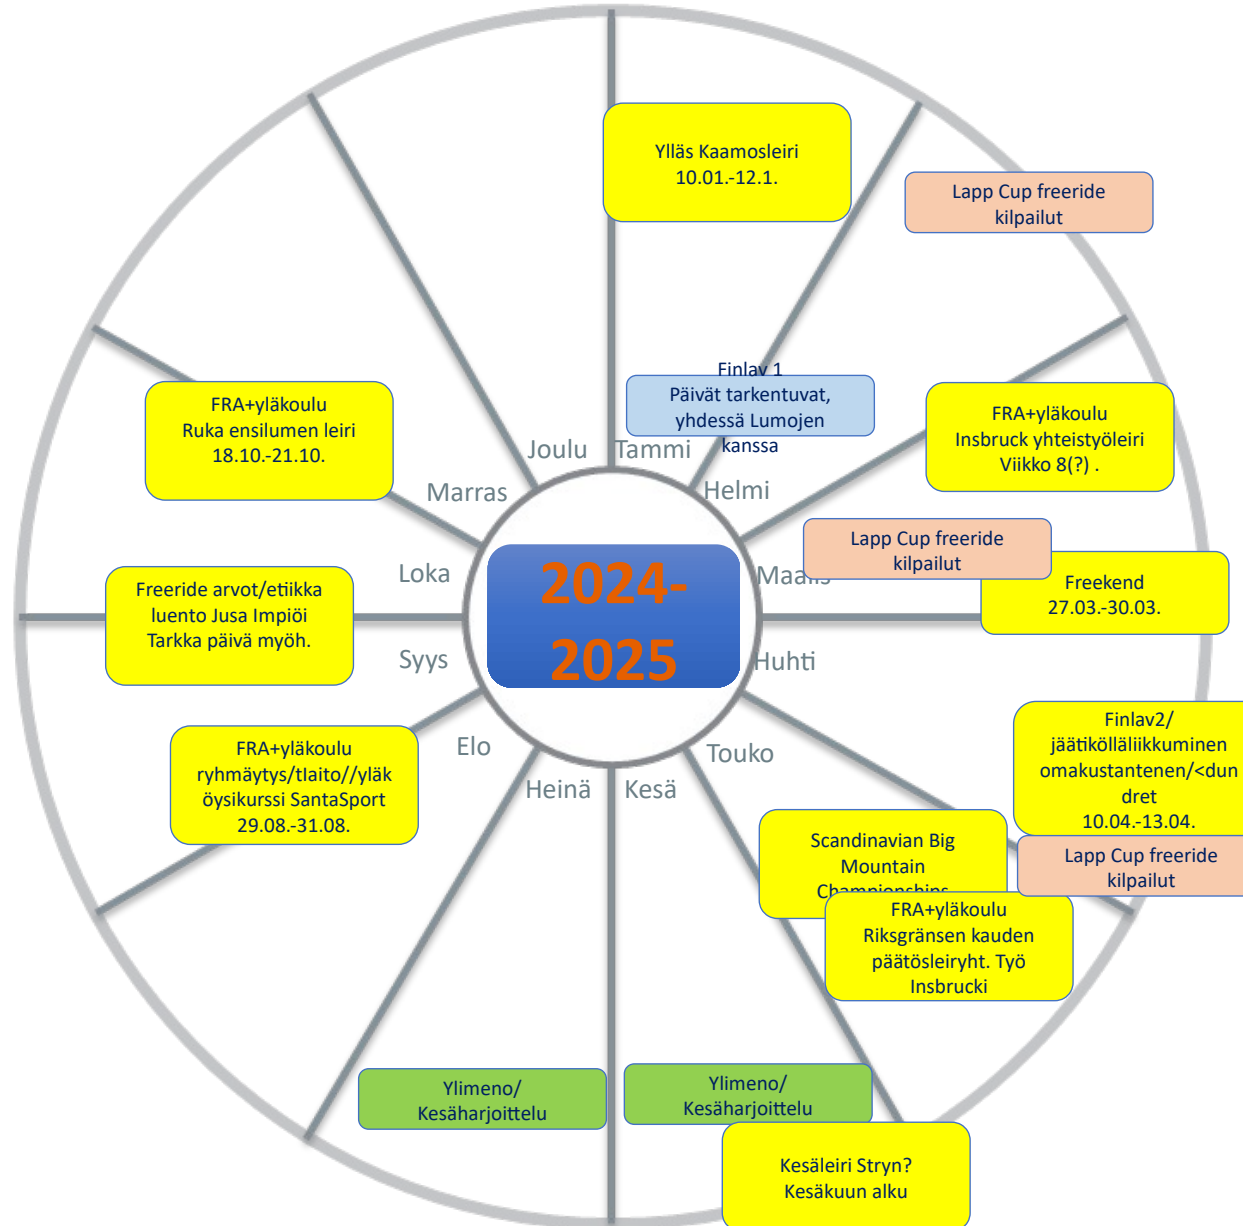 Ylläs Kaamosleiri
10.01.-12.1.
Lapp Cup freeride
kilpailut
Finlav 1
Päivät tarkentuvat,
yhdessä Lumojen
kanssa
FRA+yläkoulu
Insbruck yhteistyöleiri
Viikko 8(?) .
FRA+yläkoulu
Ruka ensilumen leiri
18.10.-21.10.
Joulu
Tammi
Marras
Helmi
Lapp Cup freeride
kilpailut
Loka
Maalis
Freekend
27.03.-30.03.
Freeride arvot/etiikka
luento Jusa Impiöi
Tarkka päivä myöh.
2024-
2025
Syys
Huhti
Elo
Touko
Heinä
Kesä
FRA+yläkoulu
ryhmäytys/tlaito//yläk
öysikurssi SantaSport
29.08.-31.08.
Finlav2/
jäätikölläliikkuminen
omakustantenen/<dun
dret
10.04.-13.04.
Lapp Cup freeride
kilpailut
Scandinavian Big
Mountain
Championships
FRA+yläkoulu
Riksgränsen kauden
päätösleiryht. Työ
Insbrucki
Ylimeno/
Kesäharjoittelu
Ylimeno/
Kesäharjoittelu
Kesäleiri Stryn?
Kesäkuun alku